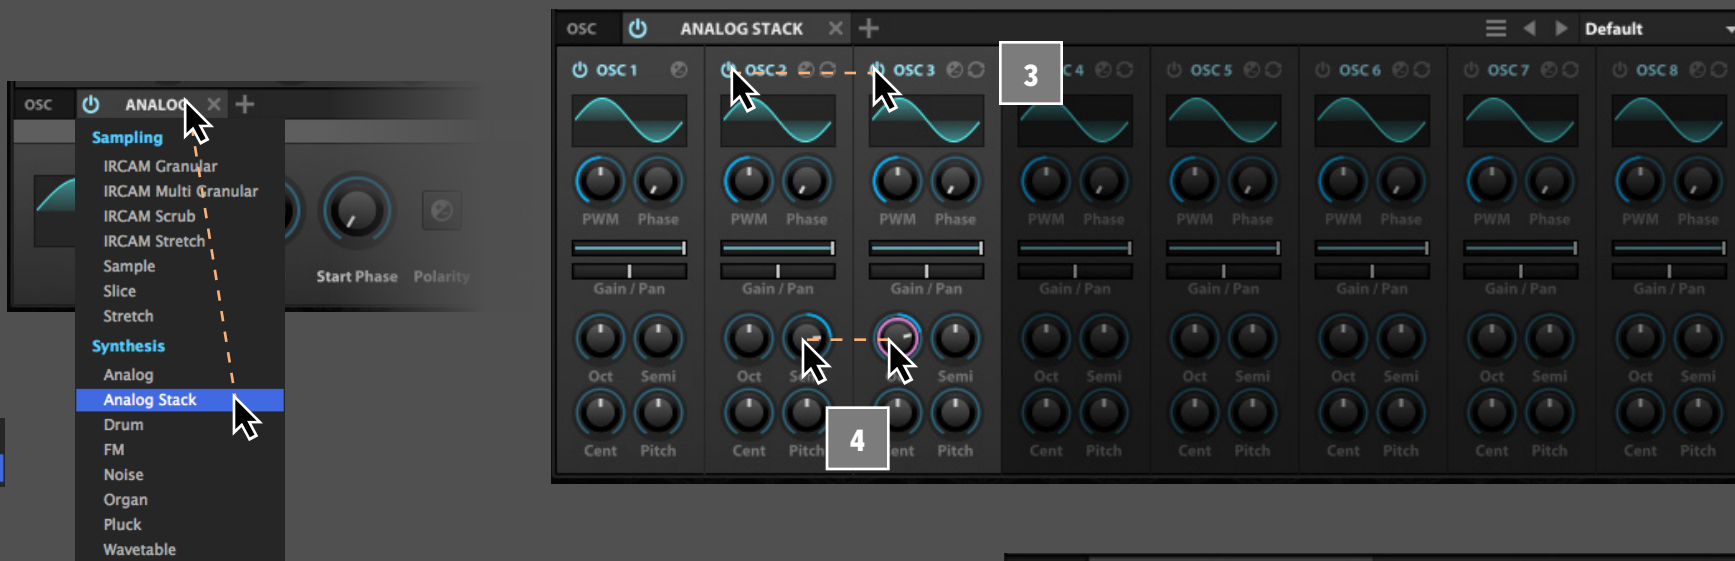 OSC ANALOG
Sampling
IRCAM Granular
IRCAM Multi Granular
IRCAM Scrub
IRCAM Stretch
Sample
Slice
Stretch
Synthesis
Analog
Analog Stack
Drum
FM
Noise
Organ
Pluck
Wavetable
Start Phase Polarity
OSC ANALOG STACK Default
OSC 1 OSC 2 OSC 3 3 C 4 OSC 5 OSC 6 OSC 7 OSC 8
PWM Phase PWM Phase PWM Phase PWM Phase PWM Phase PWM Phase PWM Phase PWM Phase
Gain / Pan Gain / Pan Gain / Pan Gain / Pan Gain / Pan Gain / Pan Gain / Pan Gain / Pan
Oct Semi Oct Semi Oct Semi Oct Semi Oct Semi Oct Semi Oct Semi
Cent Pitch Cent Pitch 4 ent Pitch Cent Pitch Cent Pitch Cent Pitch Cent Pitch Cent Pitch